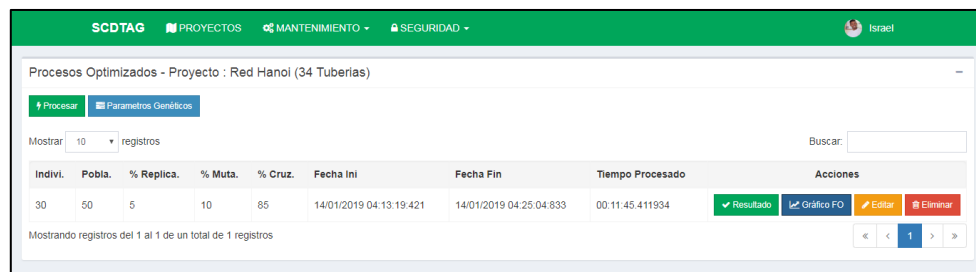 SCDTAG PROYECTOS MANTENIMIENTO SEGURIDAD Israel
Procesos Optimizados - Proyecto : Red Hanoi (34 Tuberias)
Procesar Parametros Genéticos
Mostrar 10 registros Buscar:
Indivi. Pobla. % Replica. % Muta. % Cruz. Fecha Ini Fecha Fin Tiempo Procesado Acciones
30 50 5 10 85 14/01/2019 04:13:19:421 14/01/2019 04:25:04:833 00:11:45.411934 Resultado Gráfico FO Editar Eliminar
Mostrando registros del 1 al 1 de un total de 1 registros « < 1 > »